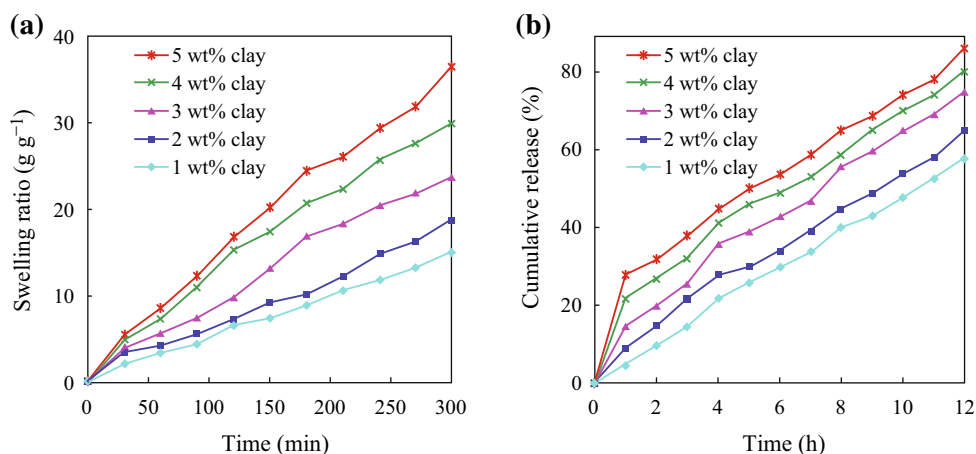 (a)
40
30
20
10
0
Swelling ratio (g g⁻¹)
5 wt% clay
4 wt% clay
3 wt% clay
2 wt% clay
1 wt% clay
0 50 100 150 200 250 300
Time (min)
(b)
80
60
40
20
0
Cumulative release (%)
5 wt% clay
4 wt% clay
3 wt% clay
2 wt% clay
1 wt% clay
0 2 4 6 8 10 12
Time (h)